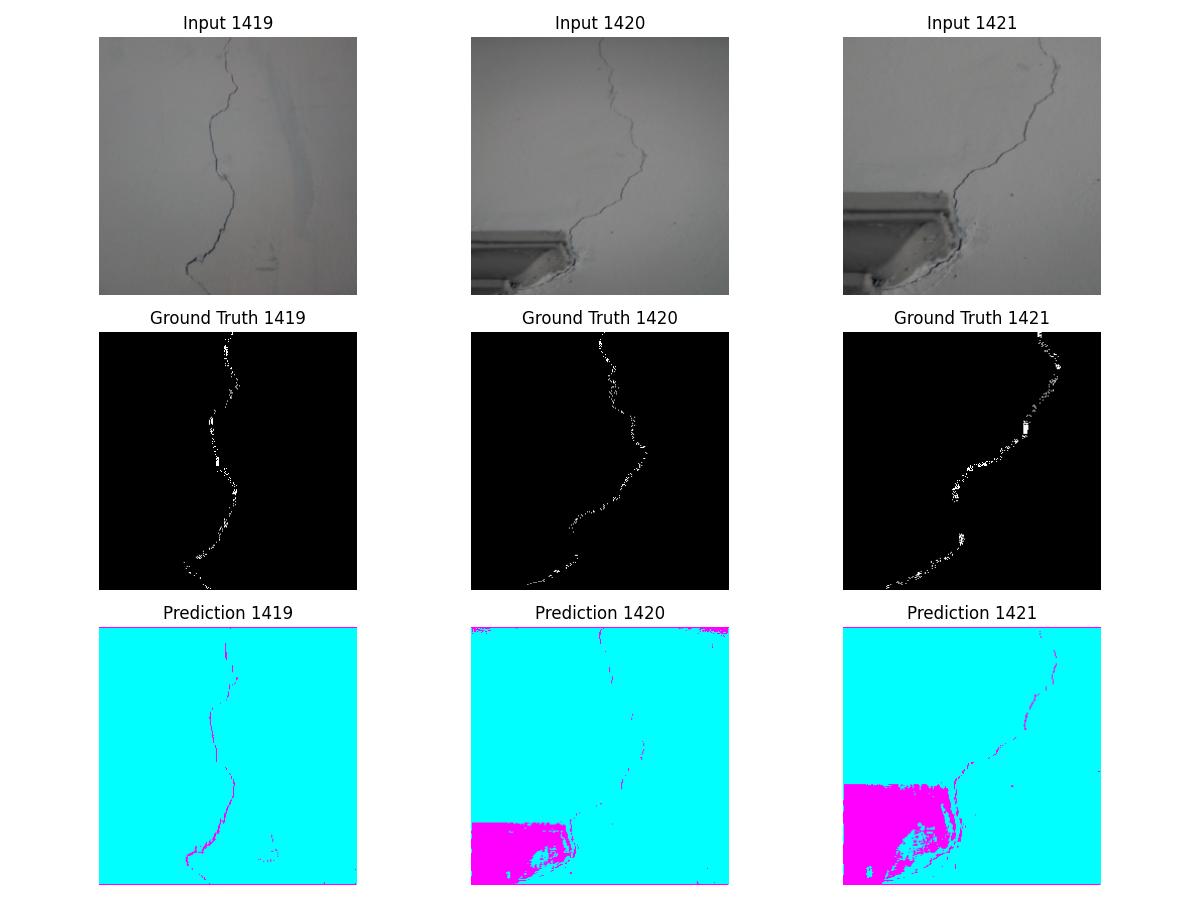 Input 1419
Input 1420
Input 1421
Ground Truth 1419
Ground Truth 1420
Ground Truth 1421
Prediction 1419
Prediction 1420
Prediction 1421